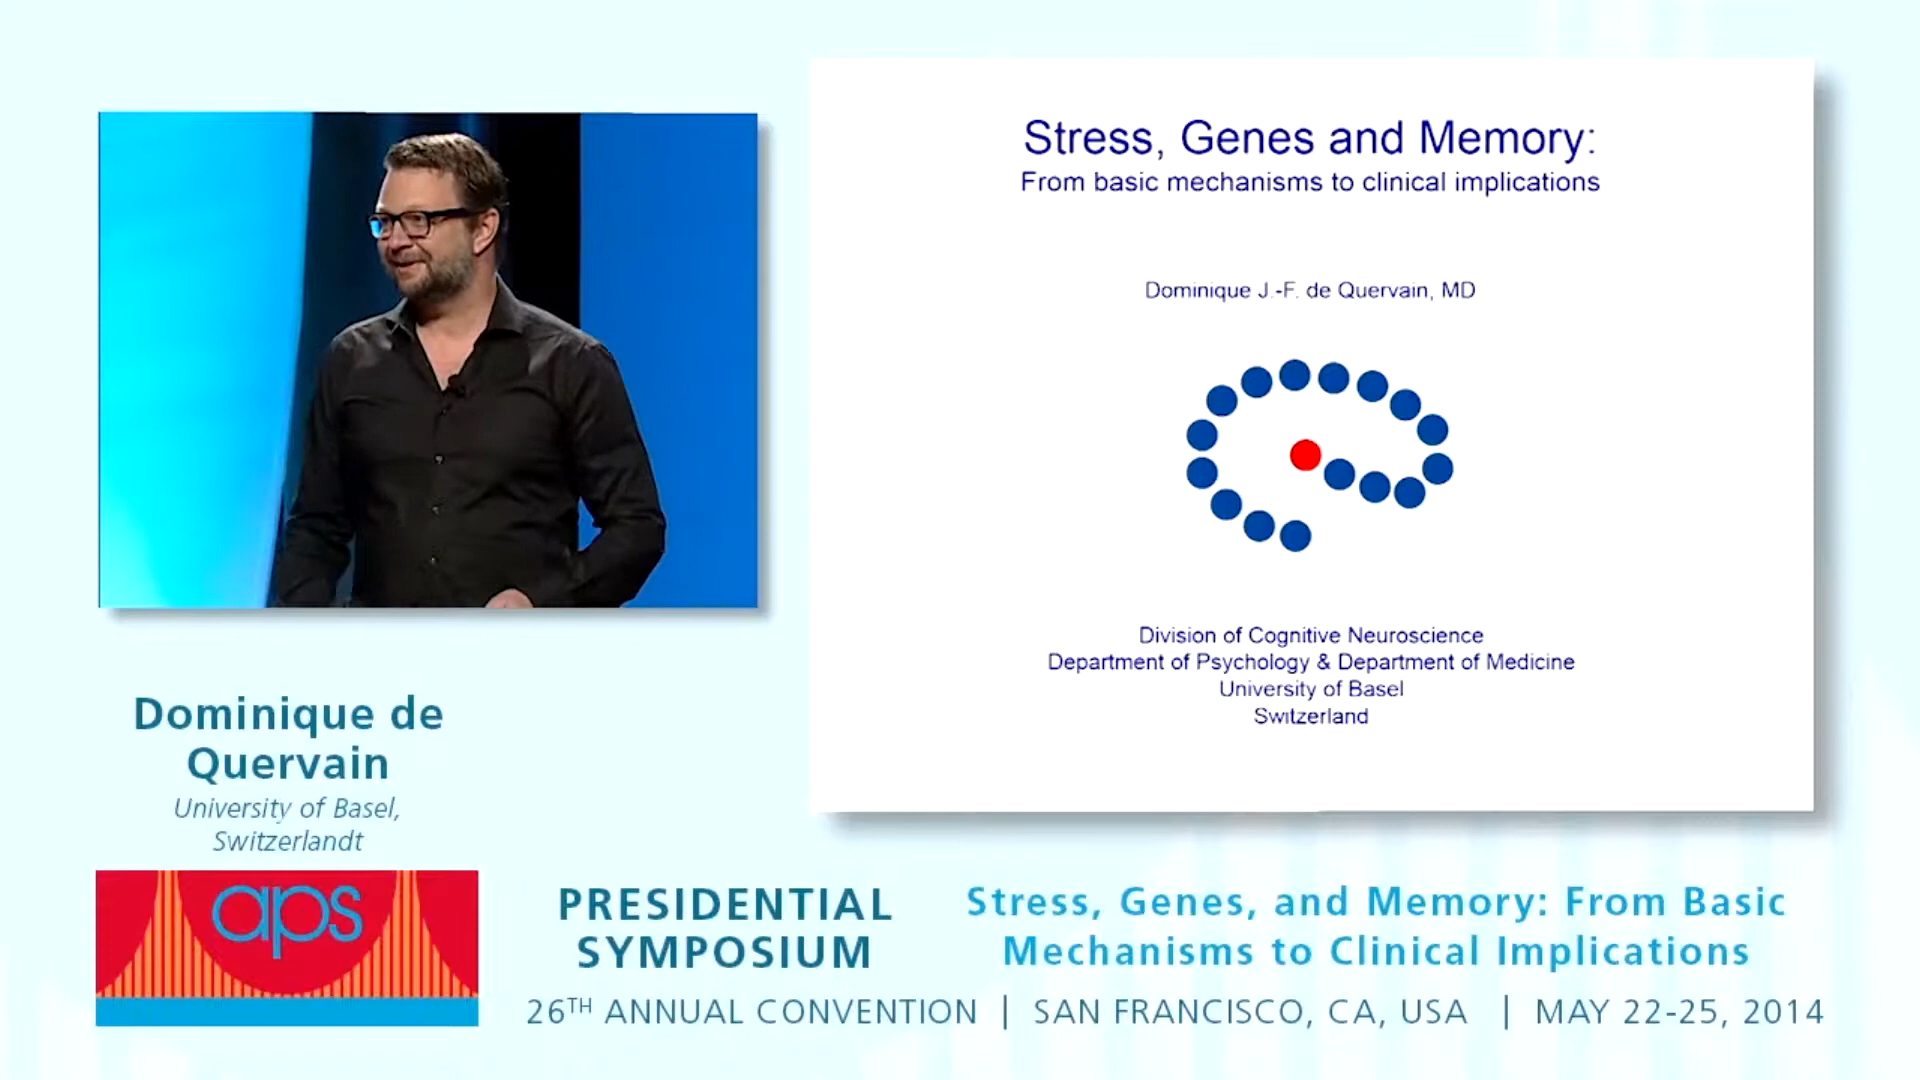 Stress, Genes and Memory:
From basic mechanisms to clinical implications
Dominique J.-F. de Quervain, MD
Division of Cognitive Neuroscience
Department of Psychology & Department of Medicine
University of Basel
Switzerland
Dominique de
Quervain
University of Basel,
Switzerlandt
aps
PRESIDENTIAL
SYMPOSIUM
Stress, Genes, and Memory: From Basic
Mechanisms to Clinical Implications
26TH ANNUAL CONVENTION | SAN FRANCISCO, CA, USA | MAY 22-25, 2014